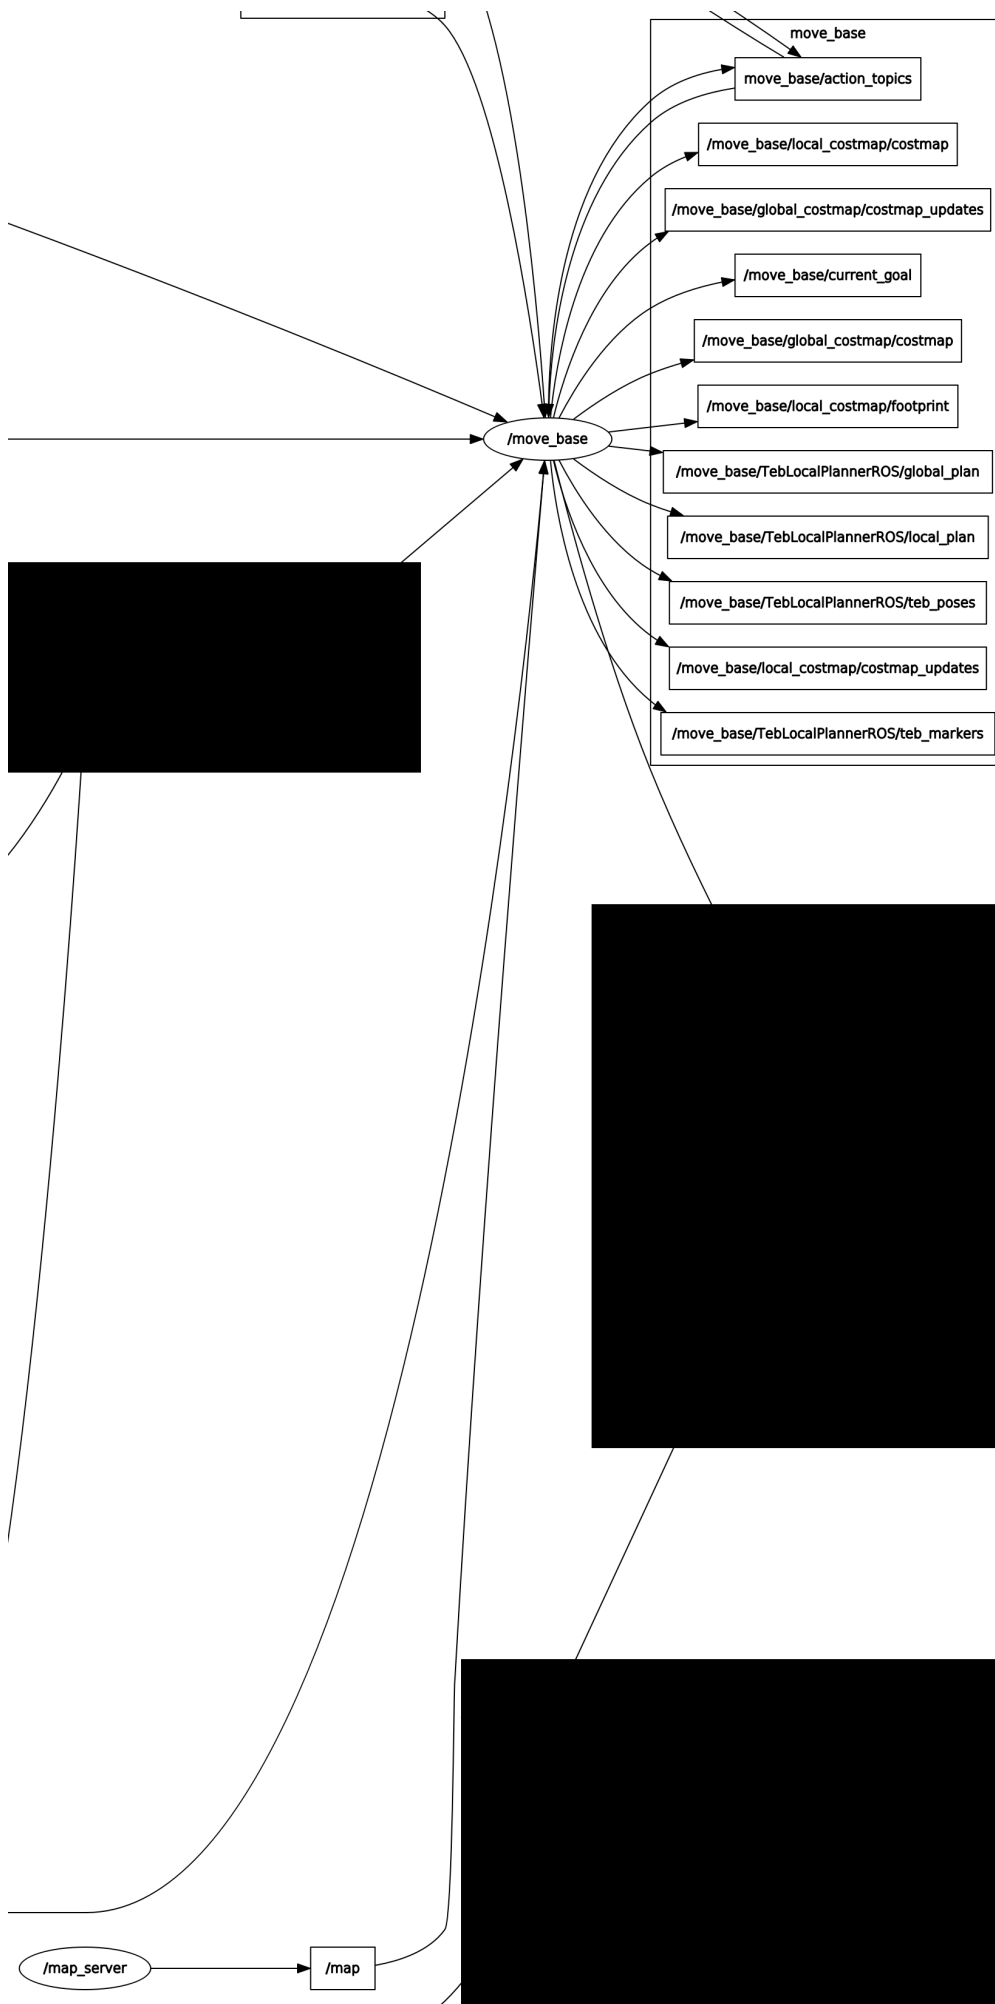 move_base
move_base/action_topics
/move_base/local_costmap/costmap
/move_base/global_costmap/costmap_updates
/move_base/current_goal
/move_base/global_costmap/costmap
/move_base/local_costmap/footprint
/move_base
/move_base/TebLocalPlannerROS/global_plan
/move_base/TebLocalPlannerROS/local_plan
/move_base/TebLocalPlannerROS/teb_poses
/move_base/local_costmap/costmap_updates
/move_base/TebLocalPlannerROS/teb_markers
/map_server
/map